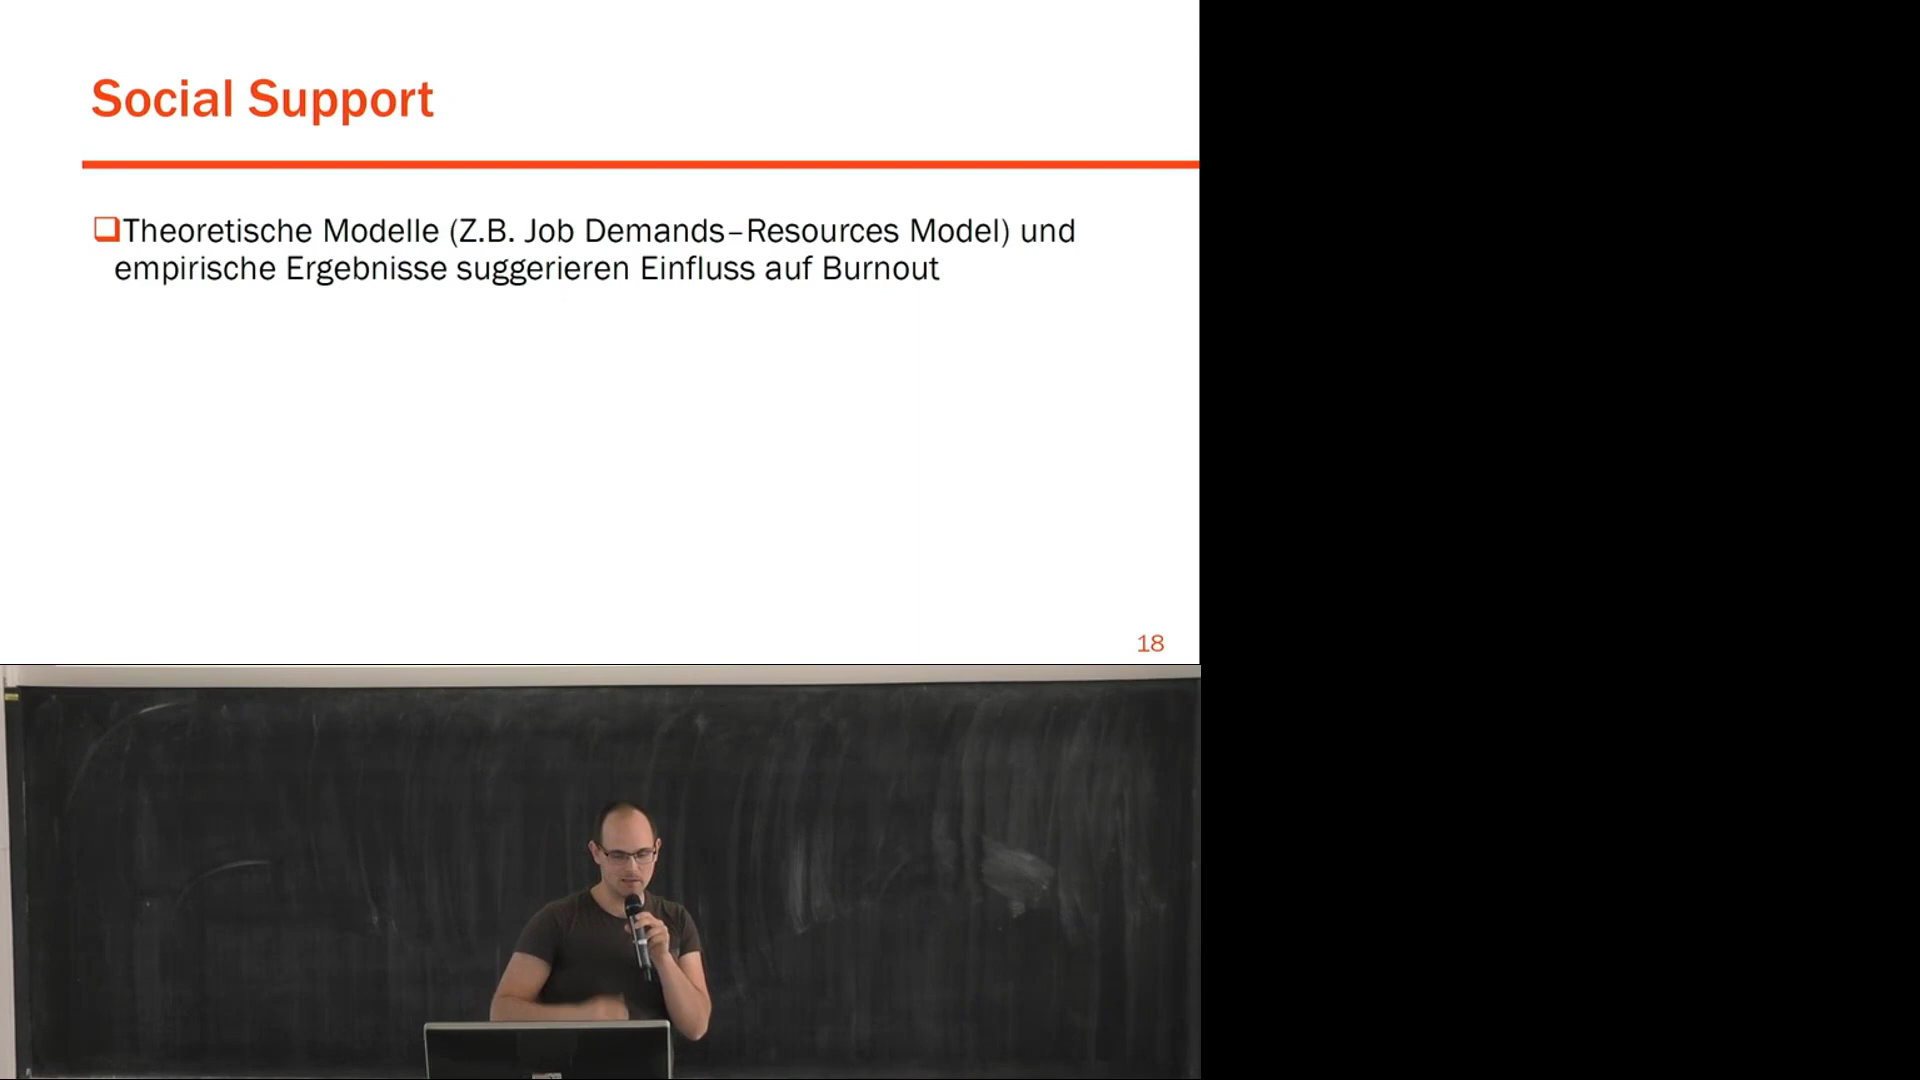 Social Support
Theoretische Modelle (Z.B. Job Demands–Resources Model) und
empirische Ergebnisse suggerieren Einfluss auf Burnout
18